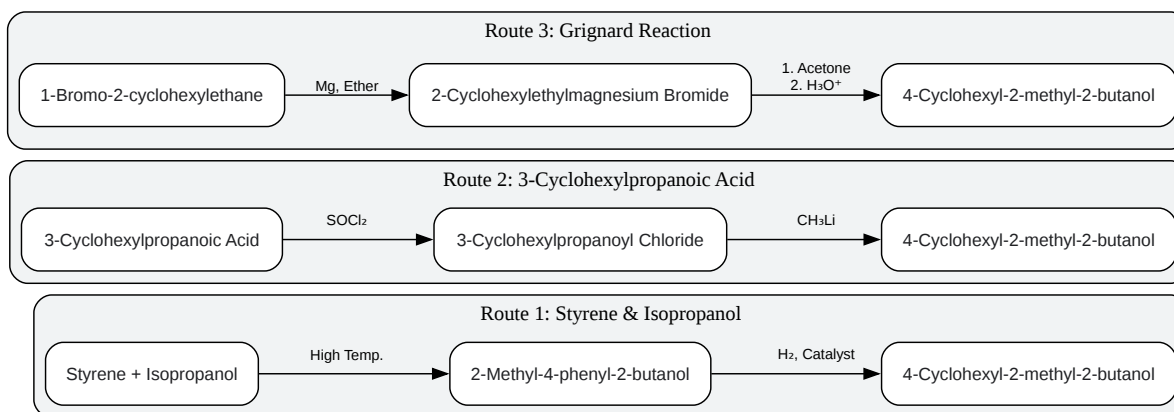 Route 3: Grignard Reaction
1-Bromo-2-cyclohexylethane
Mg, Ether
2-Cyclohexylethylmagnesium Bromide
1. Acetone
2. H₃O⁺
4-Cyclohexyl-2-methyl-2-butanol
Route 2: 3-Cyclohexylpropanoic Acid
3-Cyclohexylpropanoic Acid
SOCl₂
3-Cyclohexylpropanoyl Chloride
CH₃Li
4-Cyclohexyl-2-methyl-2-butanol
Route 1: Styrene & Isopropanol
Styrene + Isopropanol
High Temp.
2-Methyl-4-phenyl-2-butanol
H₂, Catalyst
4-Cyclohexyl-2-methyl-2-butanol